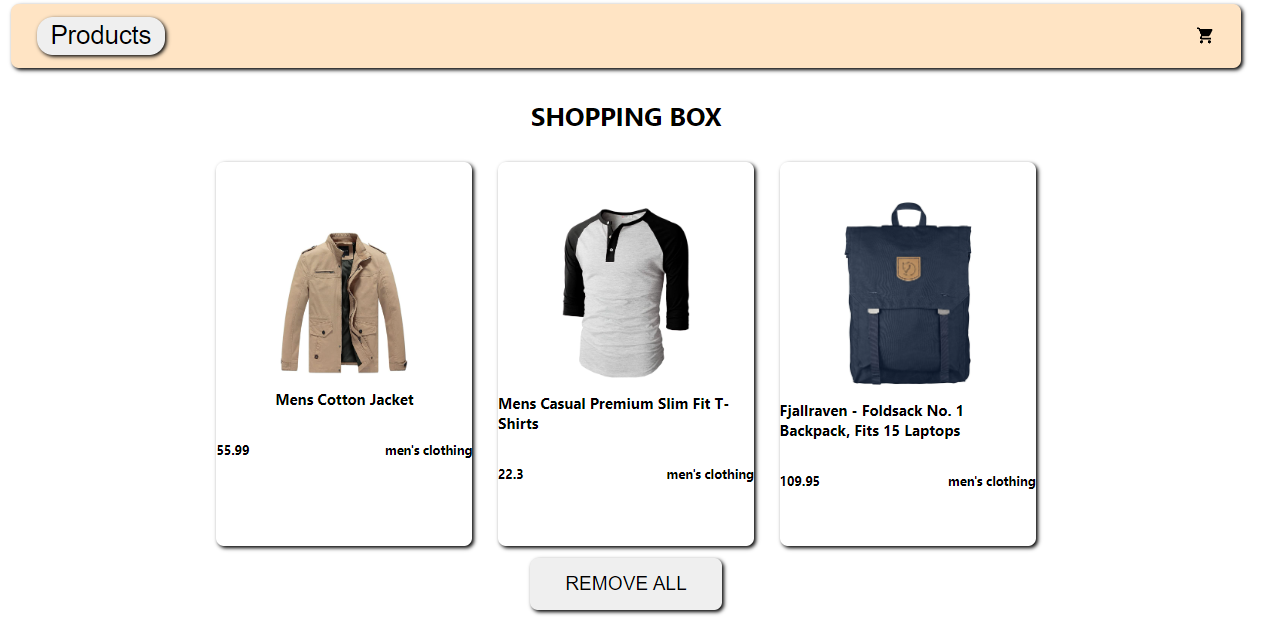 Products
SHOPPING BOX
Mens Cotton Jacket
55.99 men's clothing
Mens Casual Premium Slim Fit T-
Shirts
22.3 men's clothing
Fjallraven - Foldsack No. 1
Backpack, Fits 15 Laptops
109.95 men's clothing
REMOVE ALL